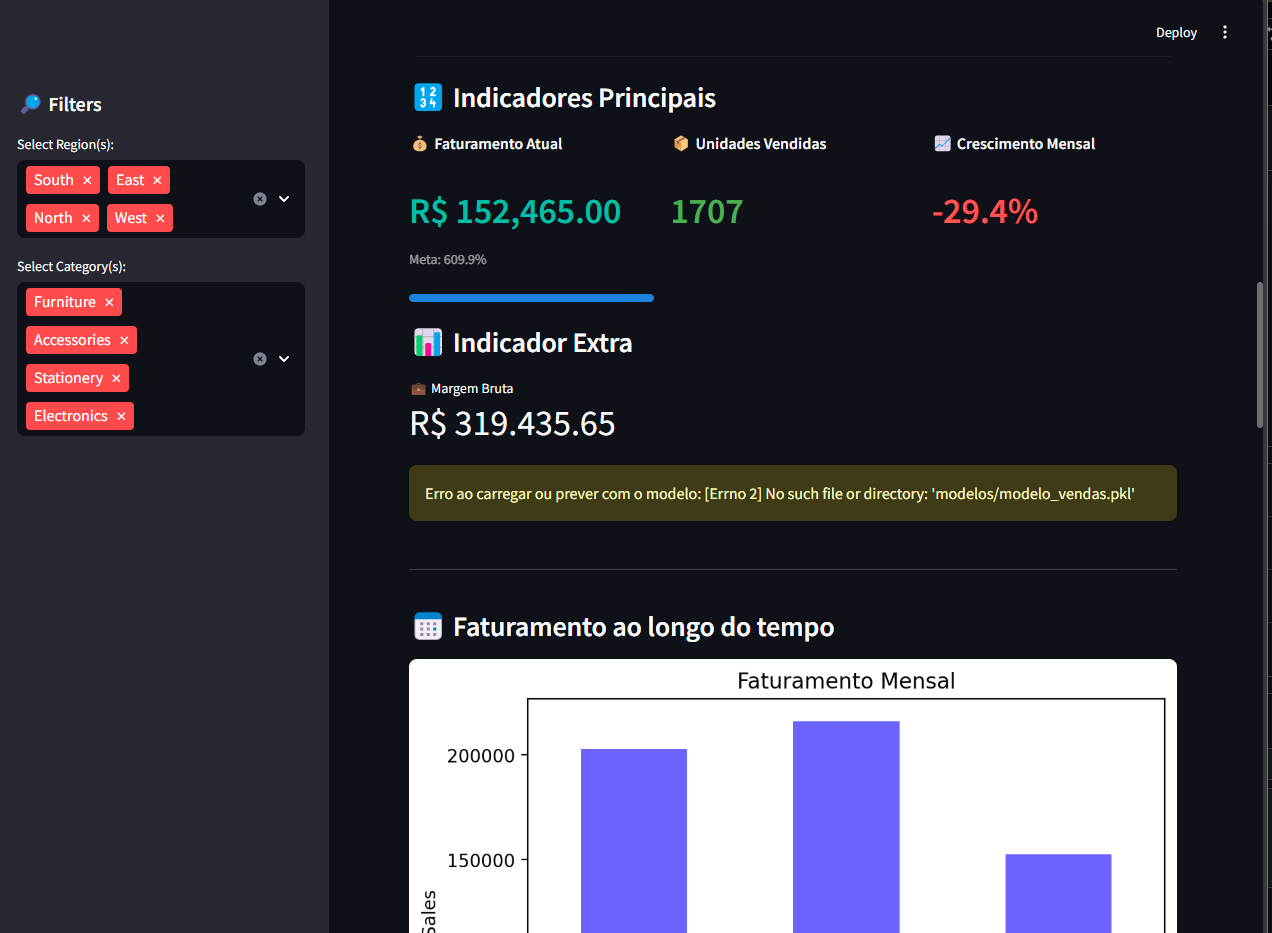 Deploy
Filters
Select Region(s):
South × East ×
North × West ×
Select Category(s):
Furniture ×
Accessories ×
Stationery ×
Electronics ×
1234 Indicadores Principais
Faturamento Atual
R$ 152,465.00
Meta: 609.9%
Unidades Vendidas
1707
Crescimento Mensal
-29.4%
Indicador Extra
Margem Bruta
R$ 319.435.65
Erro ao carregar ou prever com o modelo: [Errno 2] No such file or directory: 'modelos/modelo_vendas.pkl'
Faturamento ao longo do tempo
Faturamento Mensal
200000
150000
Sales